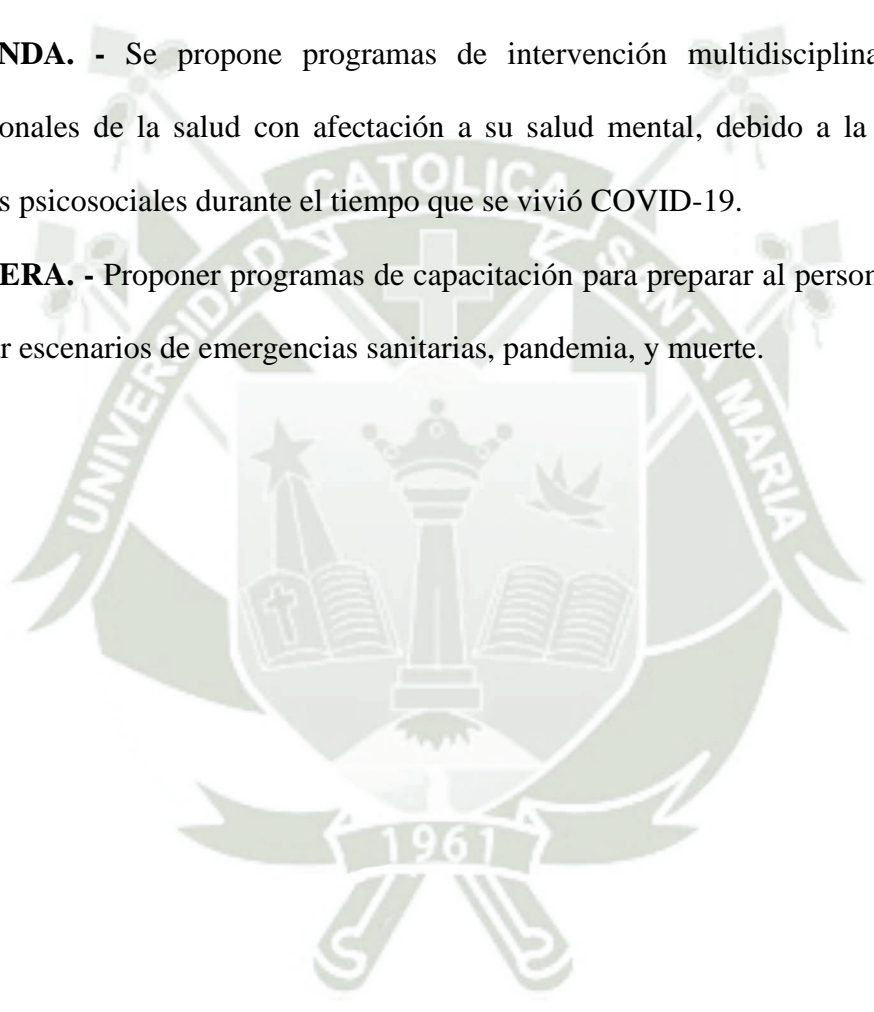 NDA. - Se propone programas de intervención multidisciplina
onales de la salud con afectación a su salud mental, debido a la
s psicosociales durante el tiempo que se vivió COVID-19.
ERA. - Proponer programas de capacitación para preparar al person
r escenarios de emergencias sanitarias, pandemia, y muerte.
UNIVERSIDAD CATOLICA SANTA MARIA
1961